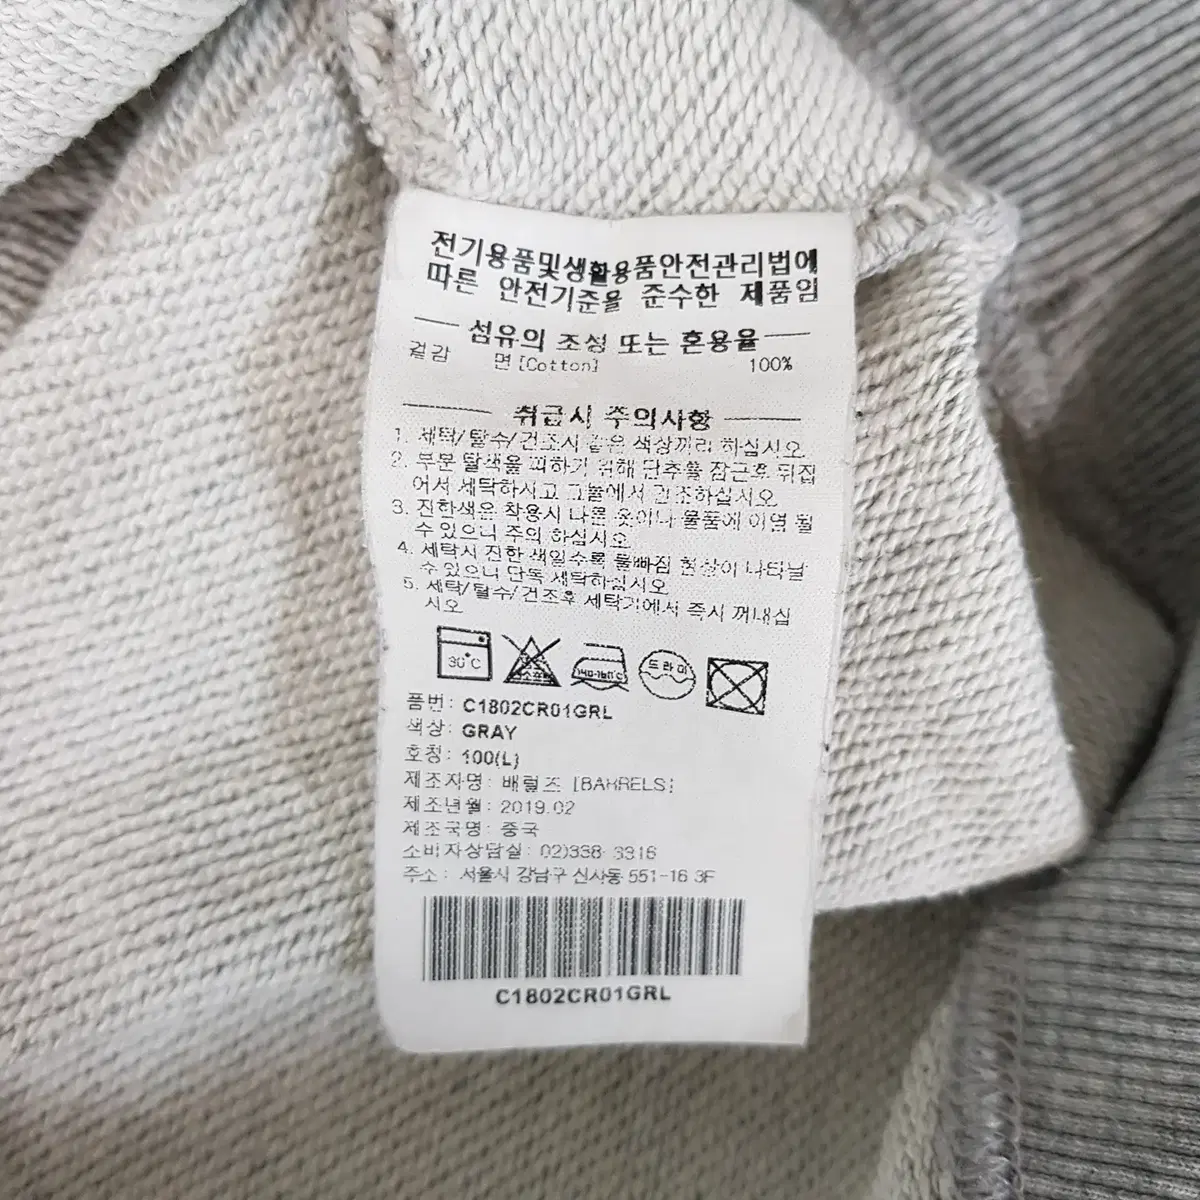 전기용품및생활용품안전관리법에
따른 안전기준을 준수한 제품임
섬유의 조성 또는 혼용율
겉감 면 [Cotton] 100%
취급시 주의사항
1. 세탁/탈수/건조시 같은 색상끼리 하십시오
2. 부분 탈색을 피하기 위해 단추를 잠근후 뒤집
어서 세탁하시고 그늘에서 건조하십시오
3. 진한색은 착용시 다른 옷이나 물품에 이염 될
수 있으니 주의 하십시오
4. 세탁시 진한 색일수록 물빠짐 현상이 나타날
수 있으니 단독 세탁하십시오
5. 세탁/탈수/건조후 세탁기에서 즉시 꺼내십
시오
30°C 140-160°C 드라이
품번: C1802CR01GRL
색상: GRAY
호칭: 100(L)
제조자명: 배럴즈 [BARRELS]
제조년월: 2019.02
제조국명: 중국
소비자상담실: 02)338-3316
주소: 서울시 강남구 신사동 551-16 3F
C1802CR01GRL